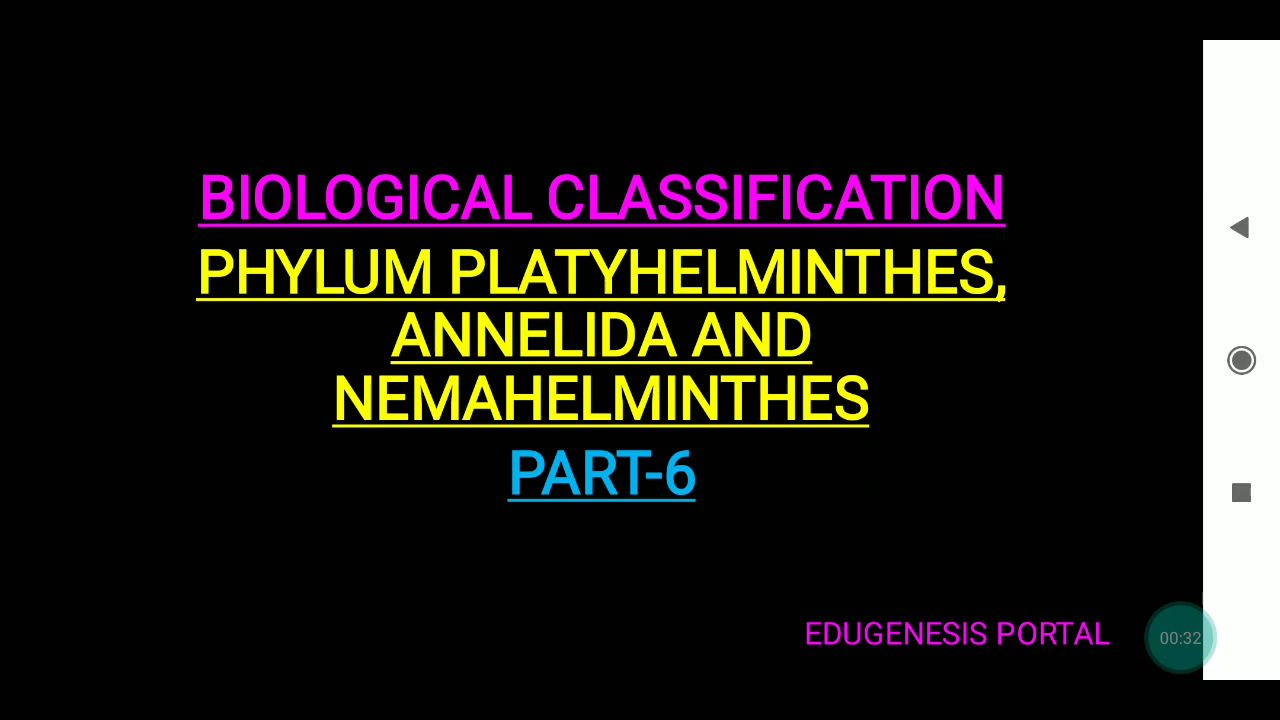 BIOLOGICAL CLASSIFICATION
PHYLUM PLATYHELMINTHES,
ANNELIDA AND
NEMAHELMINTHES
PART-6
EDUGENESIS PORTAL
00:32